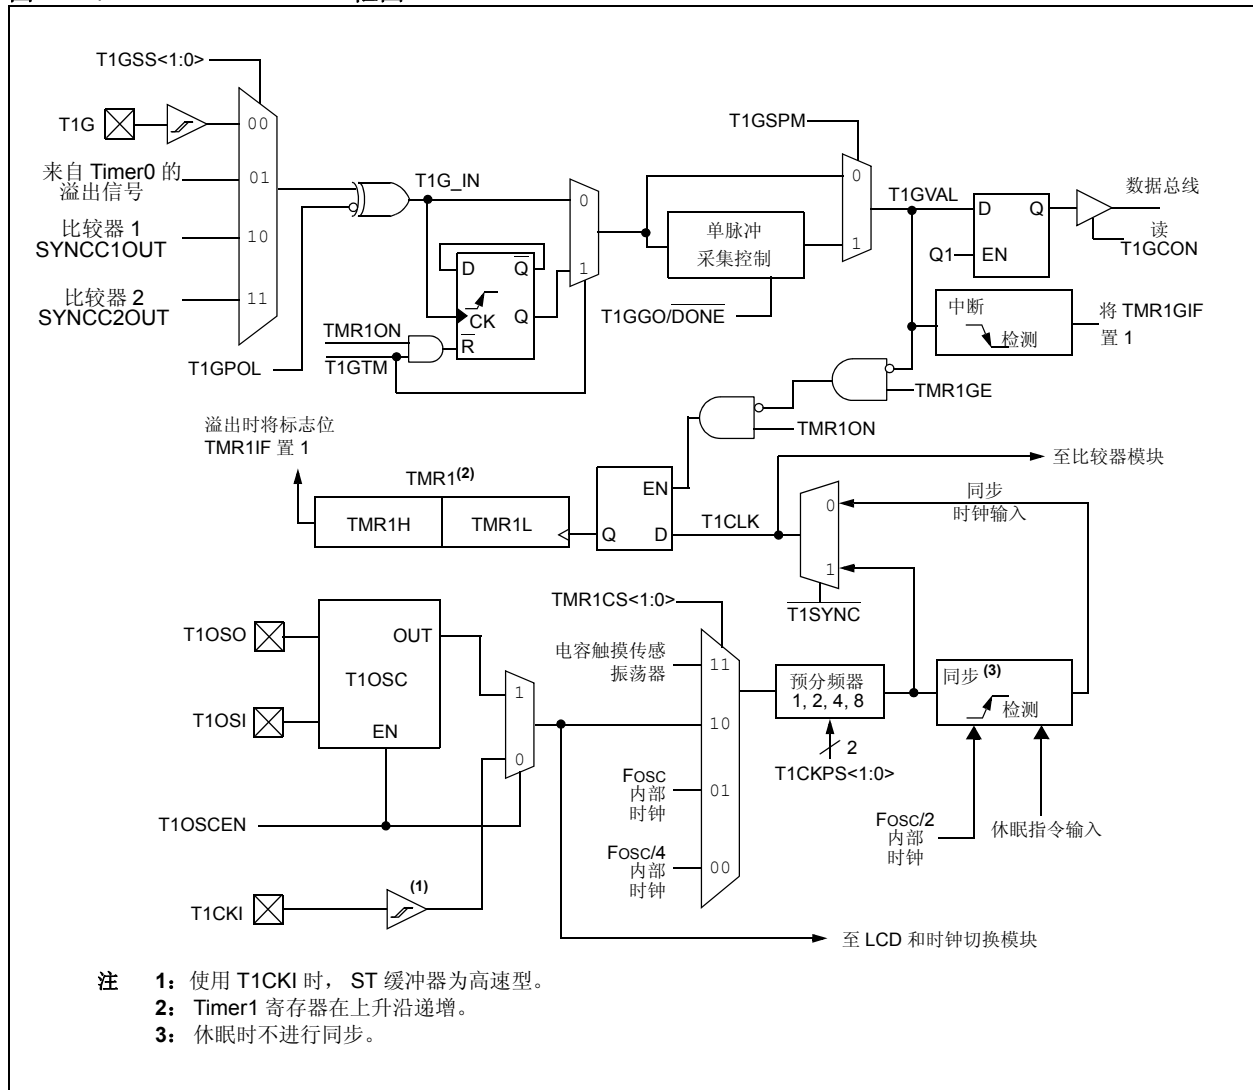 T1GSS<1:0>
T1G
00
来自 Timer0 的
溢出信号
01
比较器 1
SYNCC1OUT
10
比较器 2
SYNCC2OUT
11
T1GPOL
T1G_IN
0
1
D
Q
CK
Q
R
TMR1ON
T1GTM
T1GSPM
0
1
单脉冲
采集控制
T1GGO/DONE
T1GVAL
D
Q
Q1
EN
数据总线
读
T1GCON
中断
检测
将 TMR1GIF
置 1
TMR1GE
TMR1ON
溢出时将标志位
TMR1IF 置 1
TMR1(2)
TMR1H
TMR1L
EN
Q
D
T1CLK
至比较器模块
0
1
同步
时钟输入
T1SYNC
TMR1CS<1:0>
T1OSO
OUT
T1OSC
T1OSI
EN
1
0
T1OSCEN
T1CKI
(1)
电容触摸传感
振荡器
11
10
Fosc
内部
时钟
01
Fosc/4
内部
时钟
00
预分频器
1, 2, 4, 8
2
T1CKPS<1:0>
同步 (3)
检测
Fosc/2
内部
时钟
休眠指令输入
至 LCD 和时钟切换模块
注 1: 使用 T1CKI 时， ST 缓冲器为高速型。
2: Timer1 寄存器在上升沿递增。
3: 休眠时不进行同步。